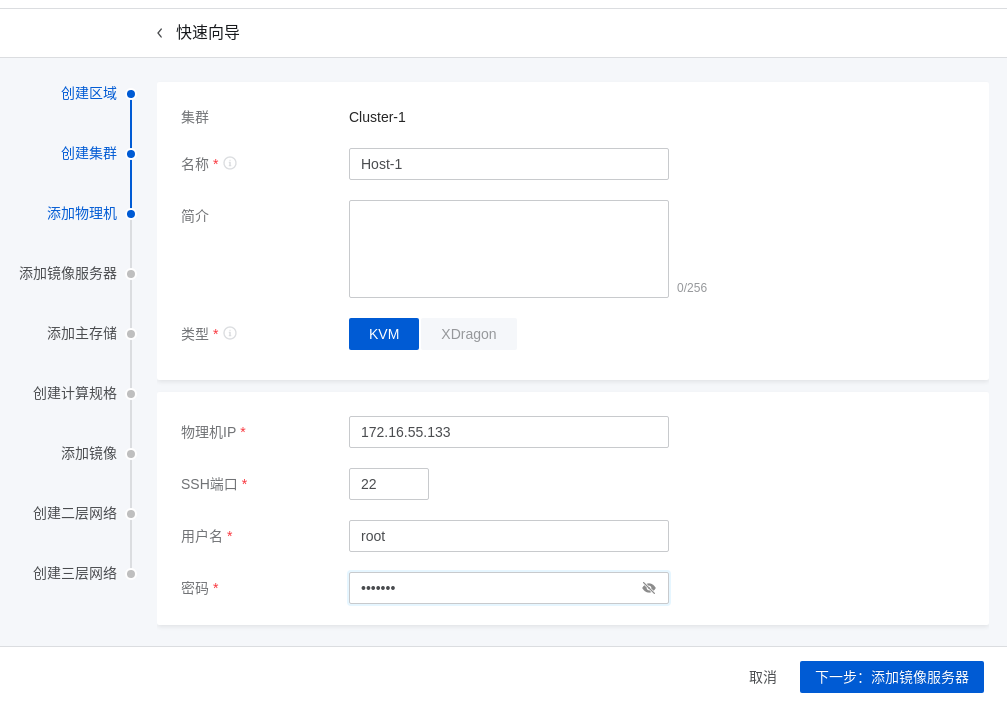 快速向导
创建区域
创建集群
添加物理机
添加镜像服务器
添加主存储
创建计算规格
添加镜像
创建二层网络
创建三层网络
集群 Cluster-1
名称 * Host-1
简介
0/256
类型 * KVM XDragon
物理机IP * 172.16.55.133
SSH端口 * 22
用户名 * root
密码 * •••••••
取消 下一步：添加镜像服务器